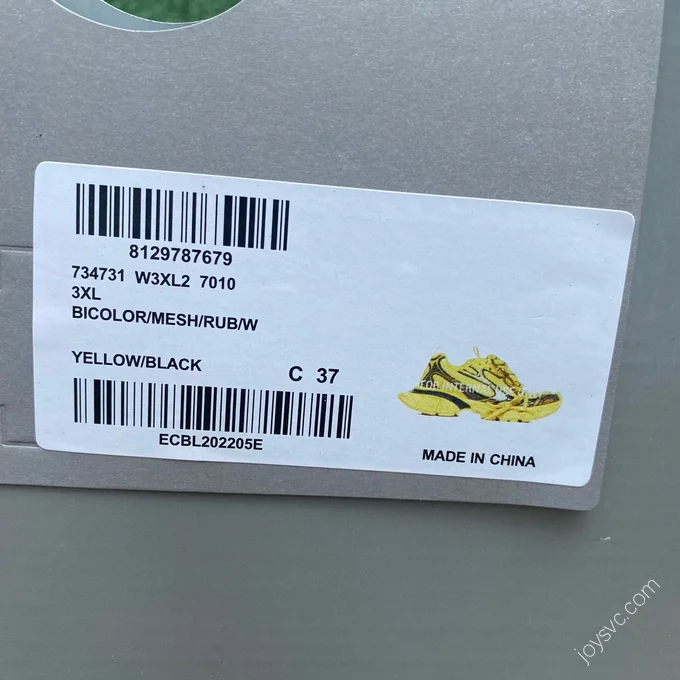 8129787679
734731 W3XL2 7010
3XL
BICOLOR/MESH/RUB/W
YELLOW/BLACK
C 37
ECBL202205E
MADE IN CHINA
joysvc.com